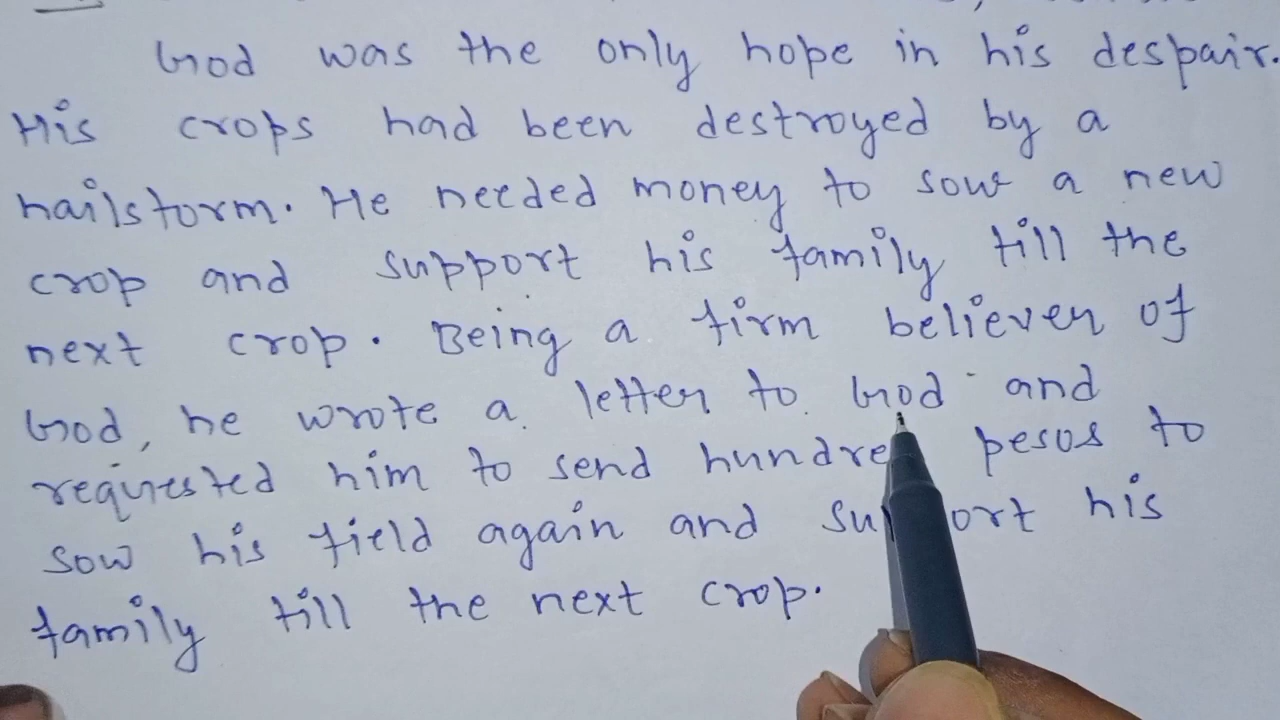 God was the only hope in his despair.
His crops had been destroyed by a
hailstorm. He needed money to sow a new
crop and support his family till the
next crop. Being a firm believer of
God, he wrote a letter to God and
requested him to send hundred pesos to
sow his field again and support his
family till the next crop.